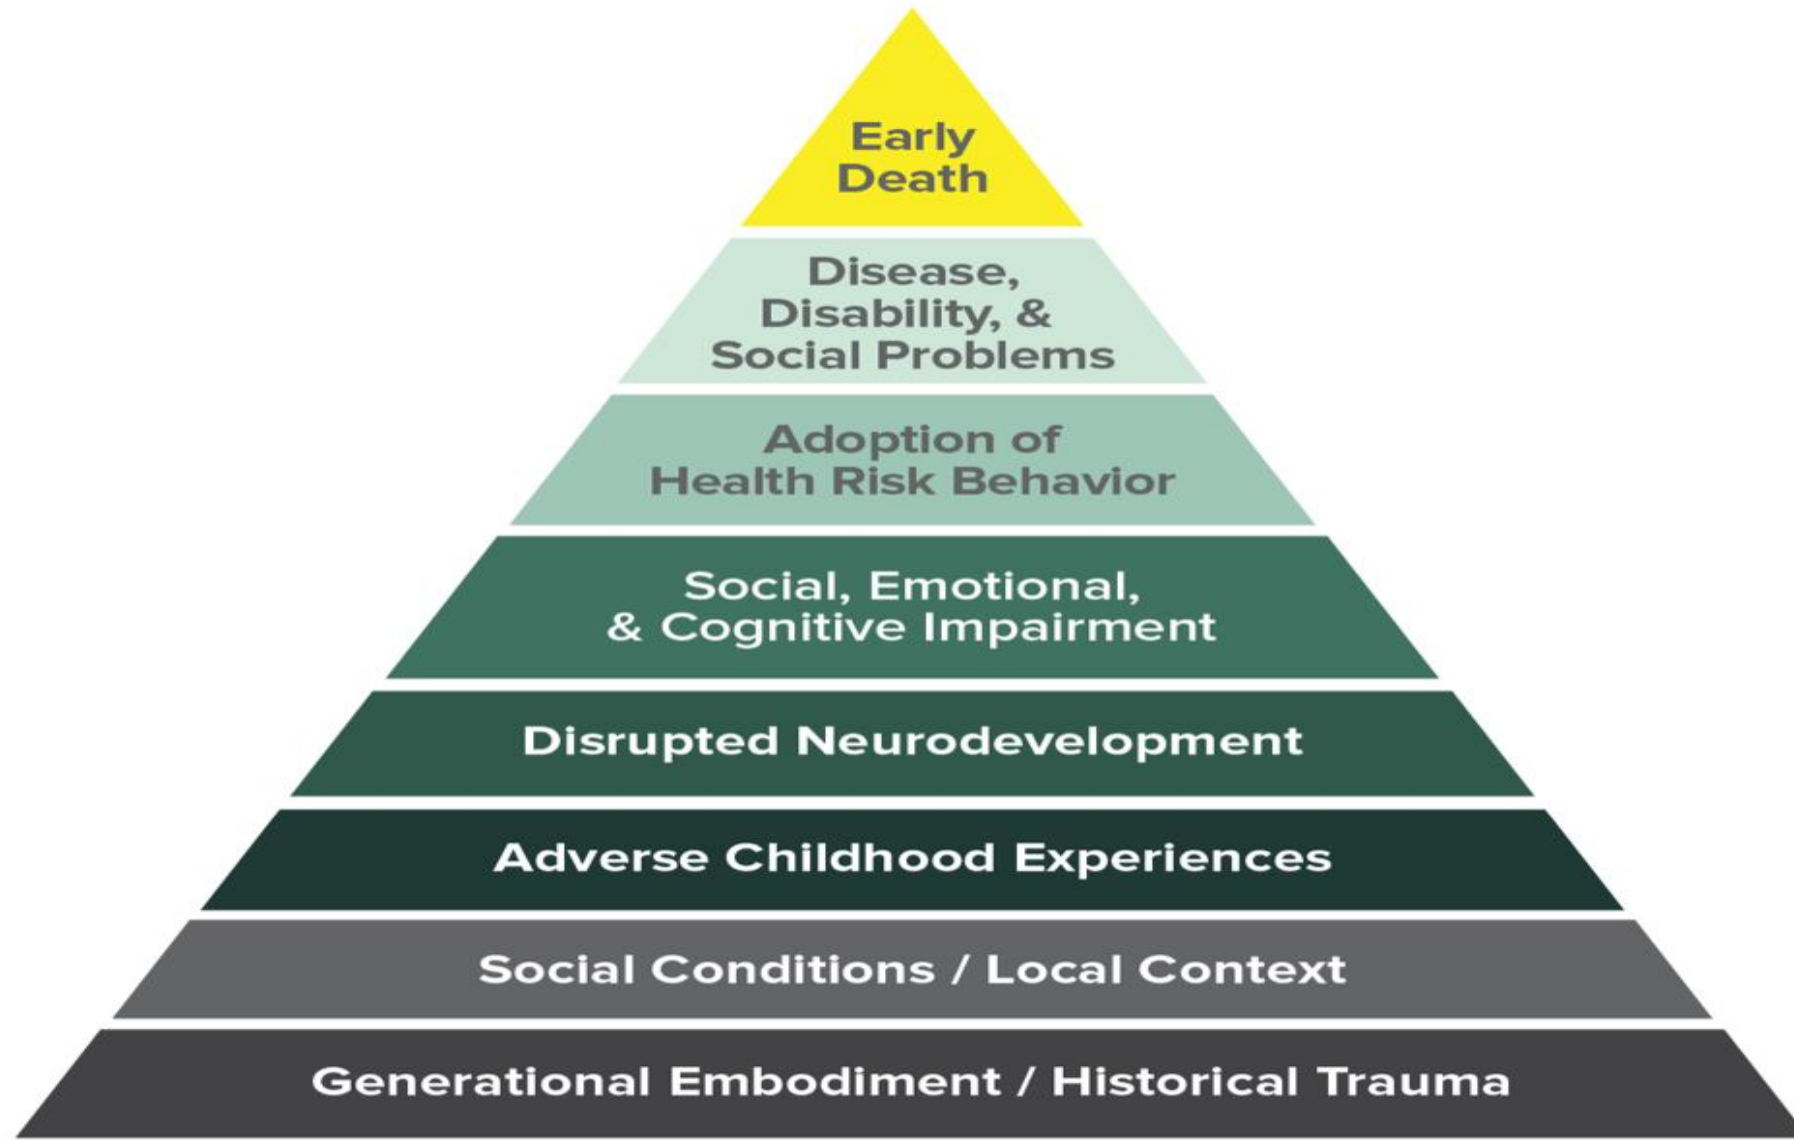 Early
Death
Disease,
Disability, &
Social Problems
Adoption of
Health Risk Behavior
Social, Emotional,
& Cognitive Impairment
Disrupted Neurodevelopment
Adverse Childhood Experiences
Social Conditions / Local Context
Generational Embodiment / Historical Trauma